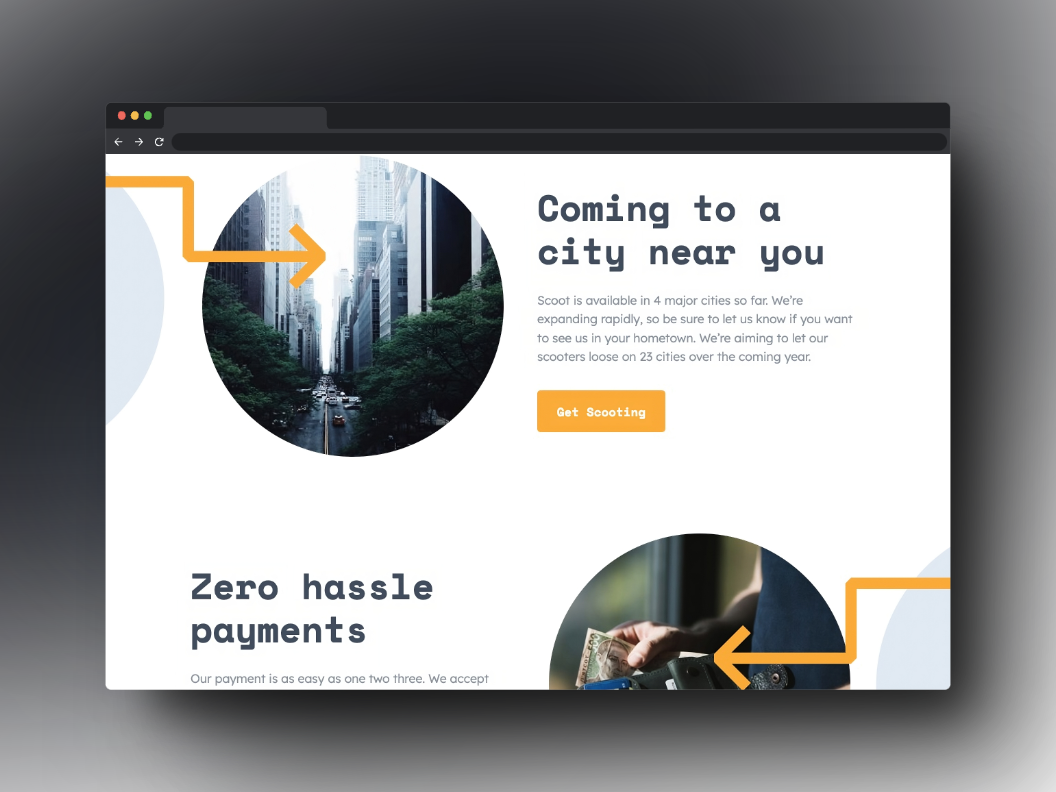 Coming to a
city near you
Scoot is available in 4 major cities so far. We’re
expanding rapidly, so be sure to let us know if you want
to see us in your hometown. We’re aiming to let our
scooters loose on 23 cities over the coming year.
Get Scooting
Zero hassle
payments
Our payment is as easy as one two three. We accept